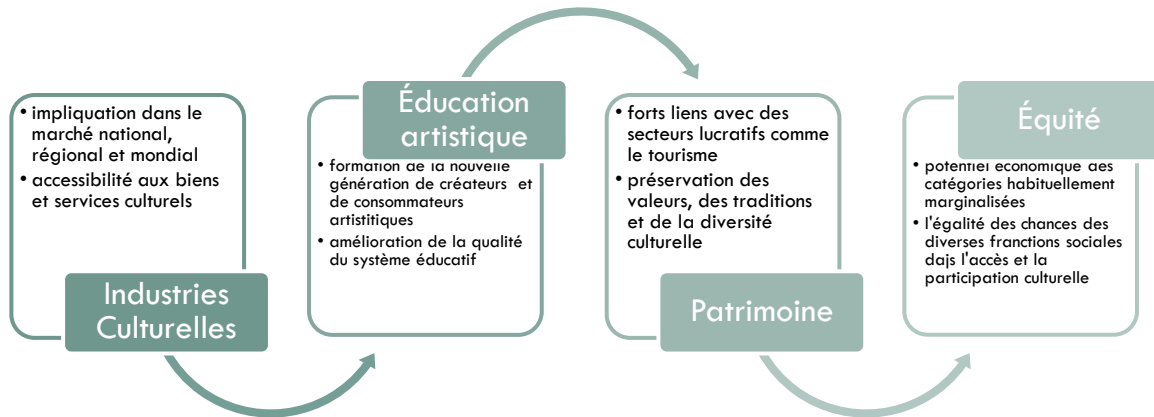 • impliquation dans le
marché national,
régional et mondial
• accessibilité aux biens
et services culturels
Industries
Culturelles
Éducation
artistique
• formation de la nouvelle
génération de créateurs et
de consommateurs
artistitiques
• amélioration de la qualité
du système éducatif
• forts liens avec des
secteurs lucratifs comme
le tourisme
• préservation des
valeurs, des traditions
et de la diversité
culturelle
Patrimoine
Équité
• potentiel économique des
catégories habituellement
marginalisées
• l'égalité des chances des
diverses franctions sociales
dajs l'accès et la
participation culturelle